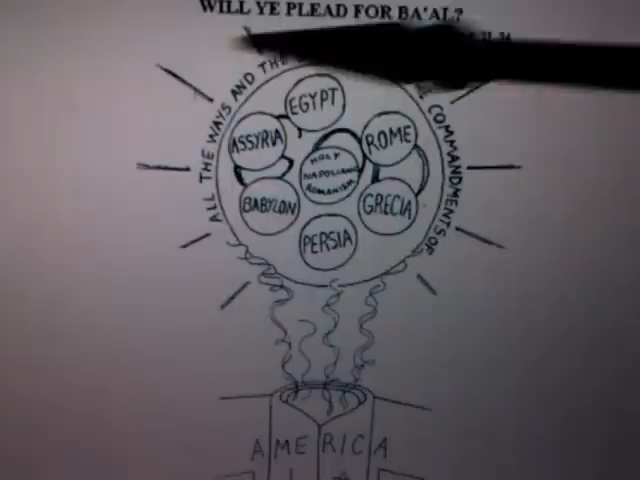 WILL YE PLEAD FOR BA'AL?
ALL THE WAYS AND THE
COMMANDMENTS OF
EGYPT
ASSYRIA
ROME
HOLY
NAPOLIANIC
ROMANISM
BABYLON
GRECIA
PERSIA
AMERICA